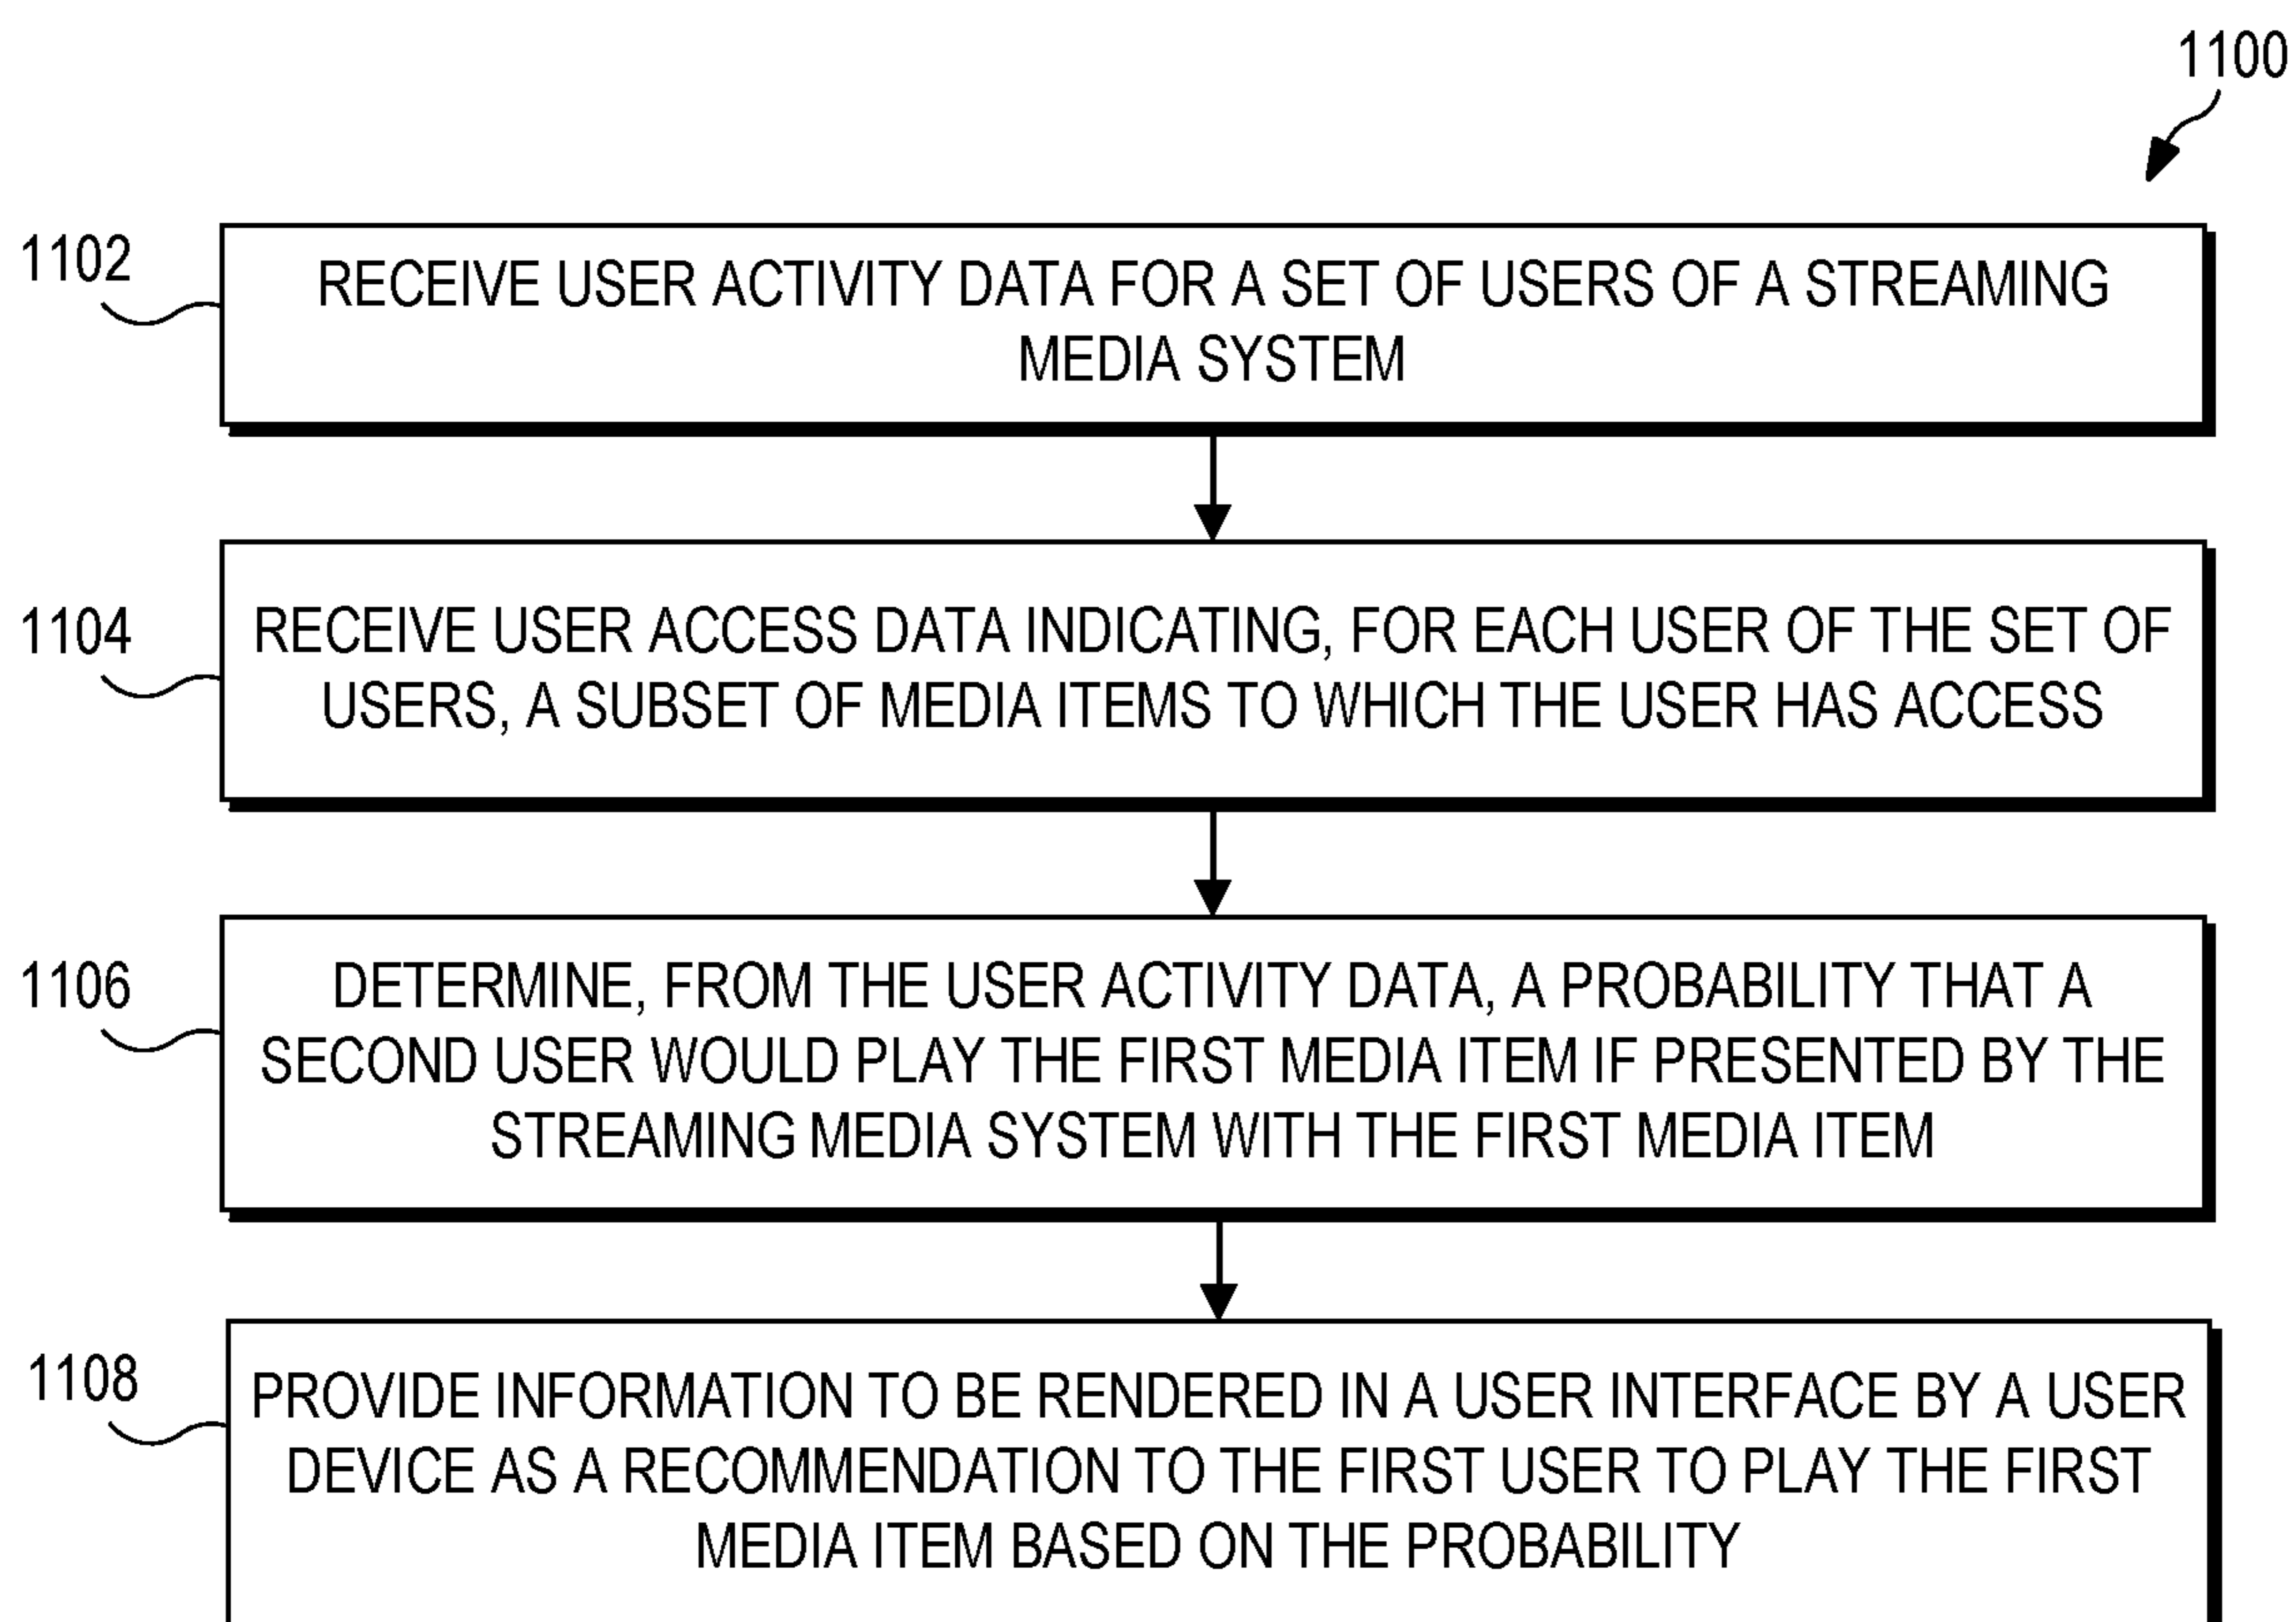 1100
1102
RECEIVE USER ACTIVITY DATA FOR A SET OF USERS OF A STREAMING
MEDIA SYSTEM
1104
RECEIVE USER ACCESS DATA INDICATING, FOR EACH USER OF THE SET OF
USERS, A SUBSET OF MEDIA ITEMS TO WHICH THE USER HAS ACCESS
1106
DETERMINE, FROM THE USER ACTIVITY DATA, A PROBABILITY THAT A
SECOND USER WOULD PLAY THE FIRST MEDIA ITEM IF PRESENTED BY THE
STREAMING MEDIA SYSTEM WITH THE FIRST MEDIA ITEM
1108
PROVIDE INFORMATION TO BE RENDERED IN A USER INTERFACE BY A USER
DEVICE AS A RECOMMENDATION TO THE FIRST USER TO PLAY THE FIRST
MEDIA ITEM BASED ON THE PROBABILITY